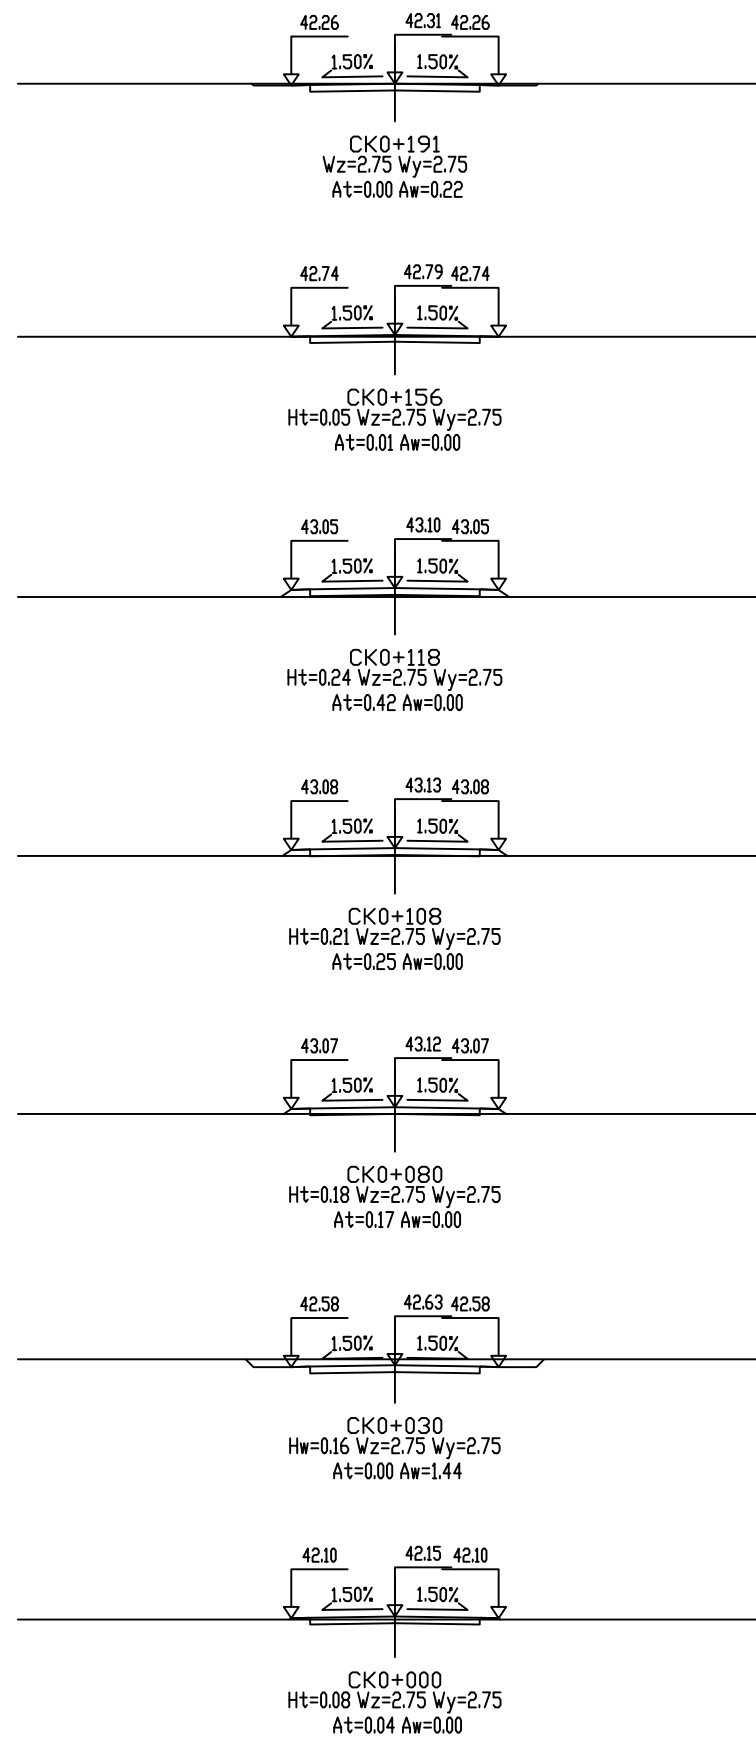 42.26 42.31 42.26
1.50% 1.50%
CK0+191
Wz=2.75 Wy=2.75
At=0.00 Aw=0.22
42.74 42.79 42.74
1.50% 1.50%
CK0+156
Ht=0.05 Wz=2.75 Wy=2.75
At=0.01 Aw=0.00
43.05 43.10 43.05
1.50% 1.50%
CK0+118
Ht=0.24 Wz=2.75 Wy=2.75
At=0.42 Aw=0.00
43.08 43.13 43.08
1.50% 1.50%
CK0+108
Ht=0.21 Wz=2.75 Wy=2.75
At=0.25 Aw=0.00
43.07 43.12 43.07
1.50% 1.50%
CK0+080
Ht=0.18 Wz=2.75 Wy=2.75
At=0.17 Aw=0.00
42.58 42.63 42.58
1.50% 1.50%
CK0+030
Hw=0.16 Wz=2.75 Wy=2.75
At=0.00 Aw=1.44
42.10 42.15 42.10
1.50% 1.50%
CK0+000
Ht=0.08 Wz=2.75 Wy=2.75
At=0.04 Aw=0.00